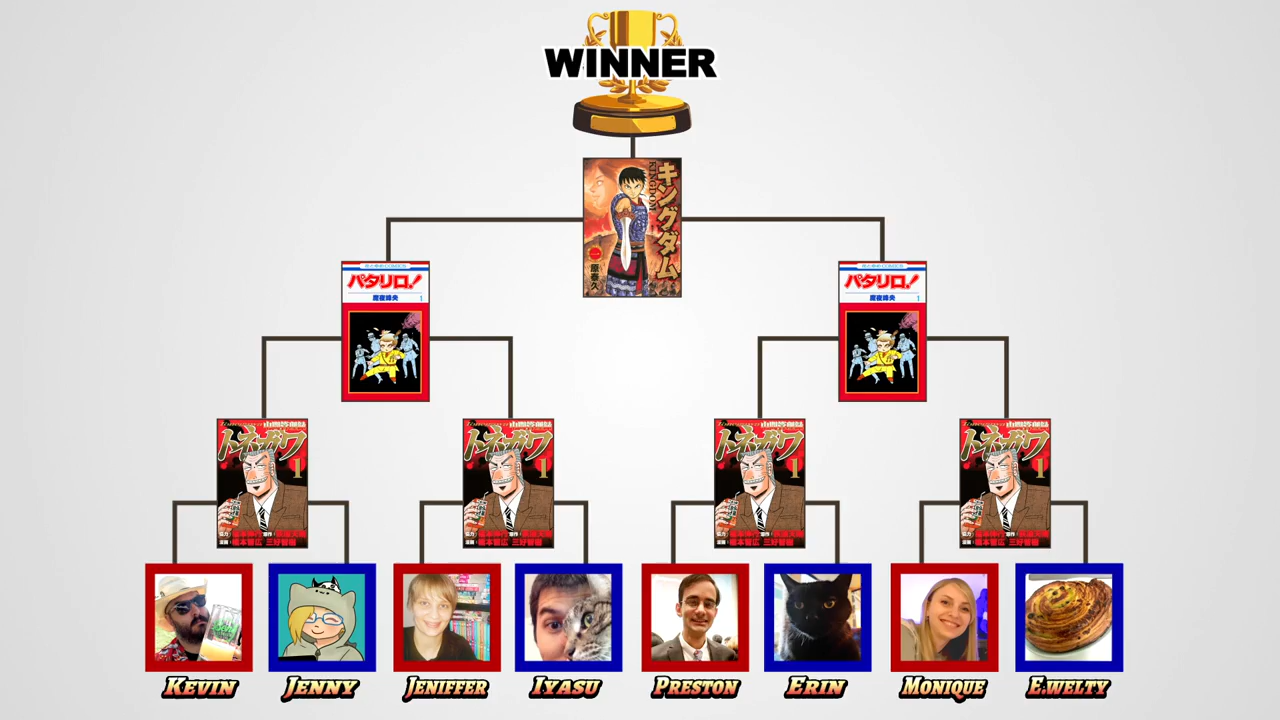 WINNER
キングダム
KINGDOM
一
原泰久
パタリロ!
魔夜峰央
1
パタリロ!
魔夜峰央
1
トネガワ
1
トネガワ
1
トネガワ
1
トネガワ
1
KEVIN
JENNY
JENIFFER
IYASU
PRESTON
ERIN
MONIQUE
E.WELTY